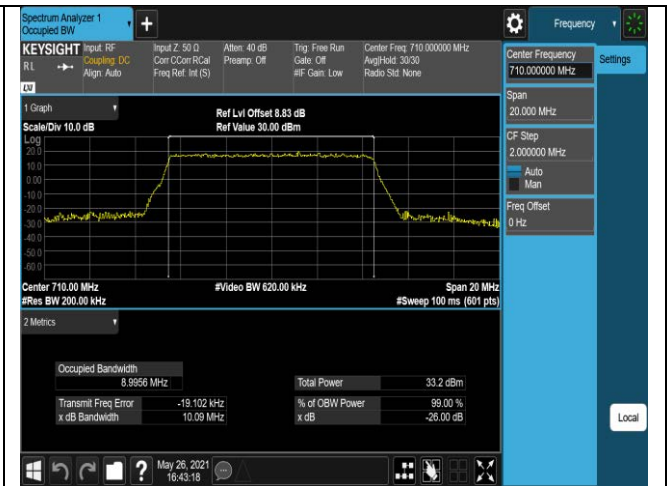 Spectrum Analyzer 1
Occupied BW
+
Frequency
KEYSIGHT
RL
Input: RF
Coupling: DC
Align: Auto
Input Z: 50 Ω
Corr CCorr RCal
Freq Ref: Int (S)
Atten: 40 dB
Preamp: Off
Trig: Free Run
Gate: Off
#IF Gain: Low
Center Freq: 710.000000 MHz
Avg|Hold: 30/30
Radio Std: None
1 Graph
Scale/Div 10.0 dB
Ref Lvl Offset 8.83 dB
Ref Value 30.00 dBm
Log
20.0
10.0
0.00
-10.0
-20.0
-30.0
-40.0
-50.0
-60.0
Center 710.00 MHz
#Res BW 200.00 kHz
#Video BW 620.00 kHz
Span 20 MHz
#Sweep 100 ms (601 pts)
2 Metrics
Occupied Bandwidth
8.9956 MHz
Total Power 33.2 dBm
Transmit Freq Error -19.102 kHz
% of OBW Power 99.00 %
x dB Bandwidth 10.09 MHz
x dB -26.00 dB
Center Frequency
710.000000 MHz
Settings
Span
20.000 MHz
CF Step
2.000000 MHz
Auto
Man
Freq Offset
0 Hz
Local
?
May 26, 2021
16:43:18